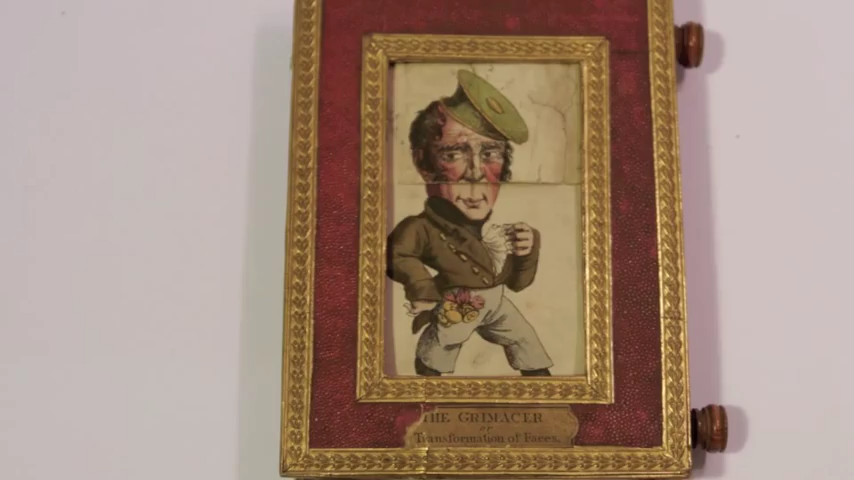 THE GRIMACER
or
Transformation of Faces.